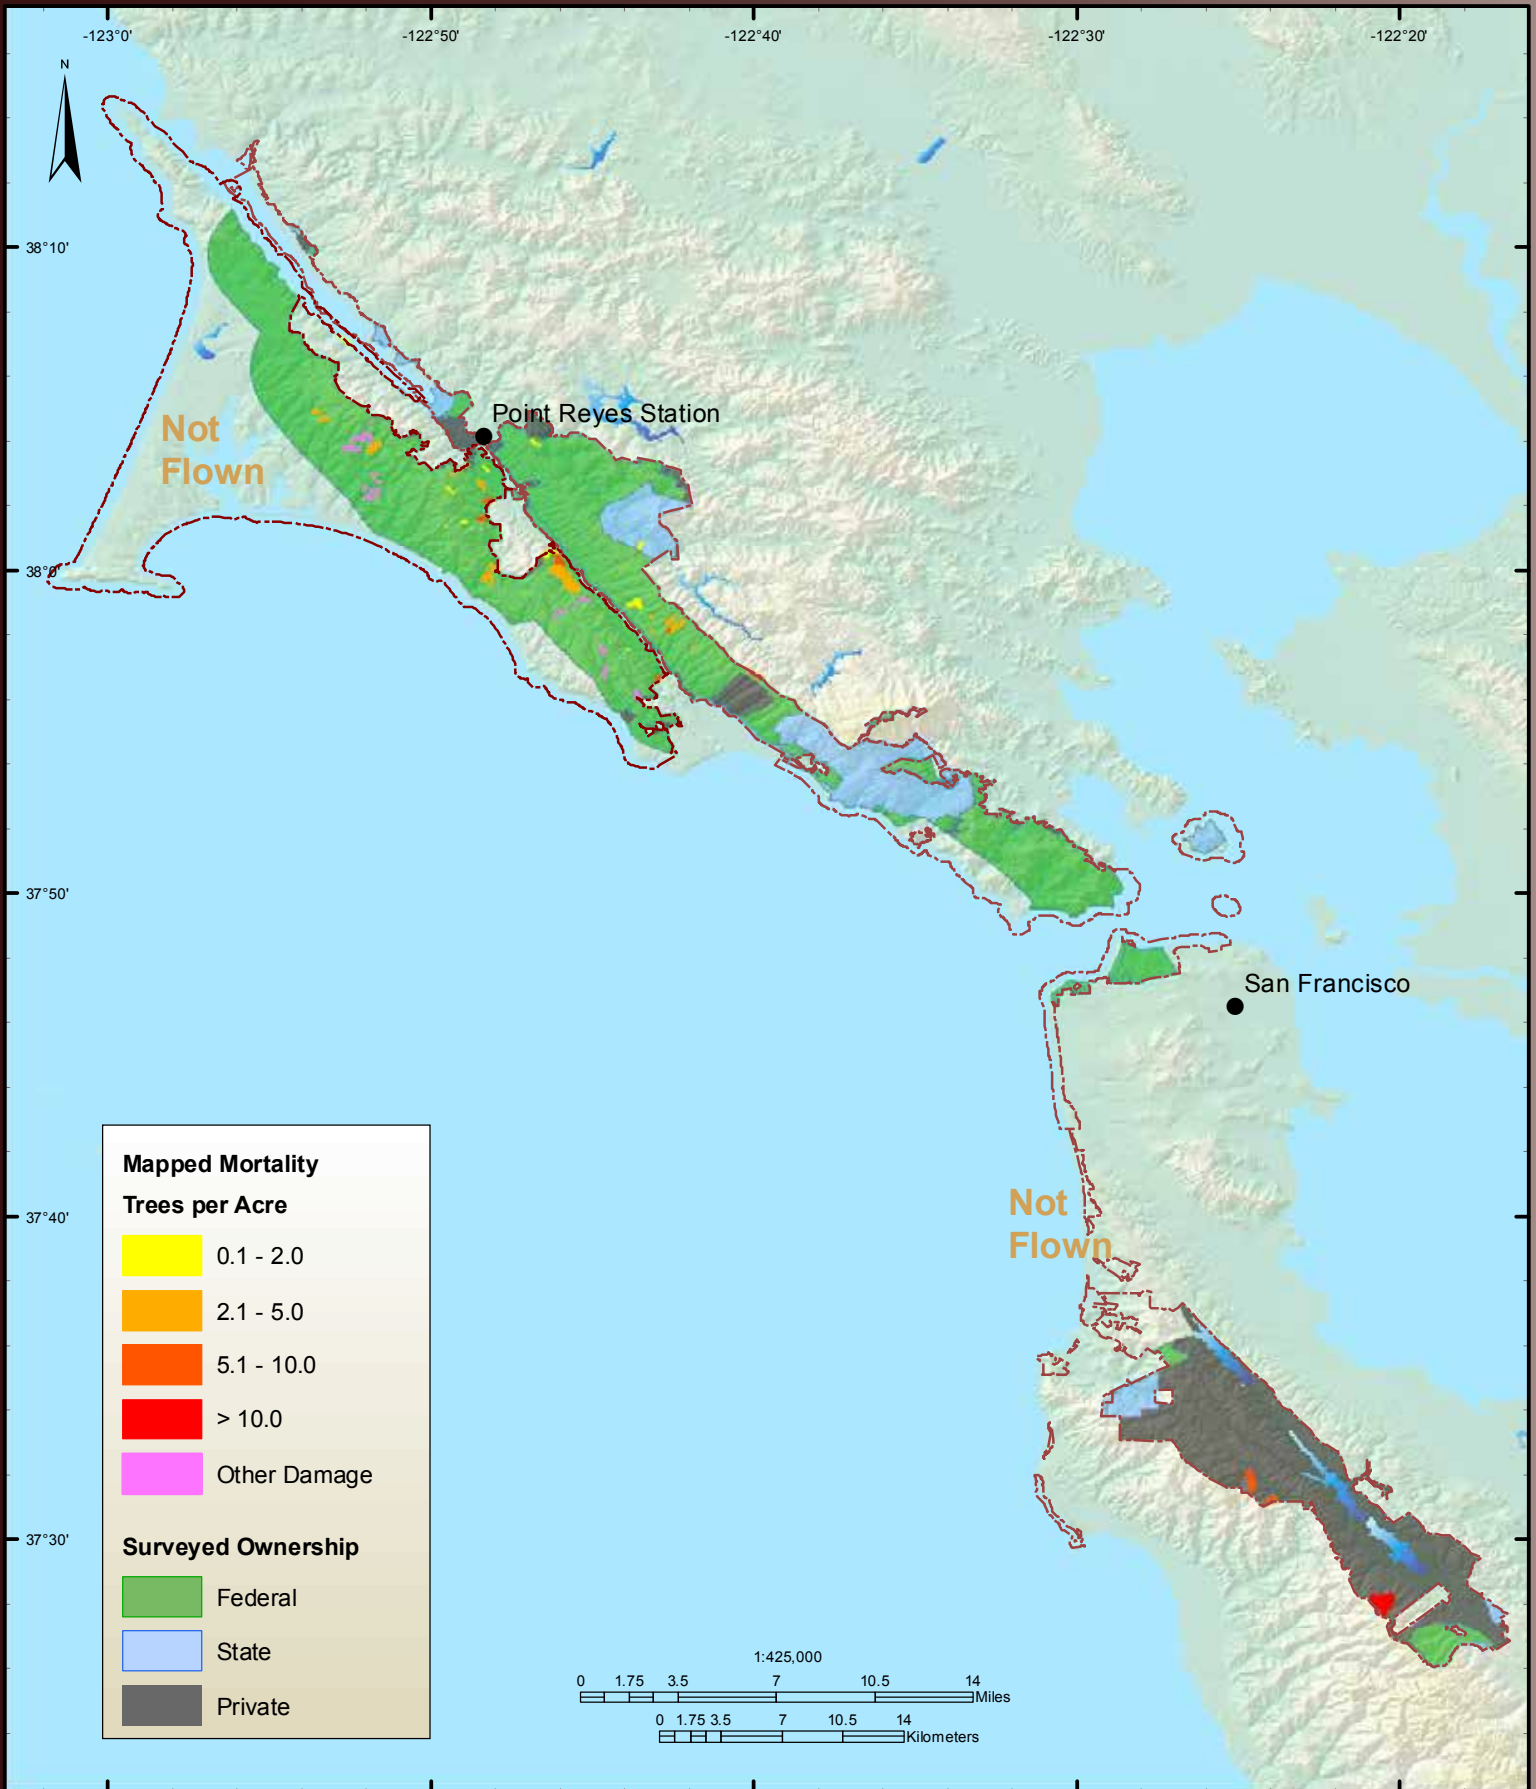 -123°0'
-122°50'
-122°40'
-122°30'
-122°20'
N
38°10'
Point Reyes Station
Not
Flown
38°0'
37°50'
San Francisco
37°40'
Not
Flown
37°30'
Mapped Mortality
Trees per Acre
0.1 - 2.0
2.1 - 5.0
5.1 - 10.0
> 10.0
Other Damage
Surveyed Ownership
Federal
State
Private
1:425,000
0 1.75 3.5 7 10.5 14
Miles
0 1.75 3.5 7 10.5 14
Kilometers